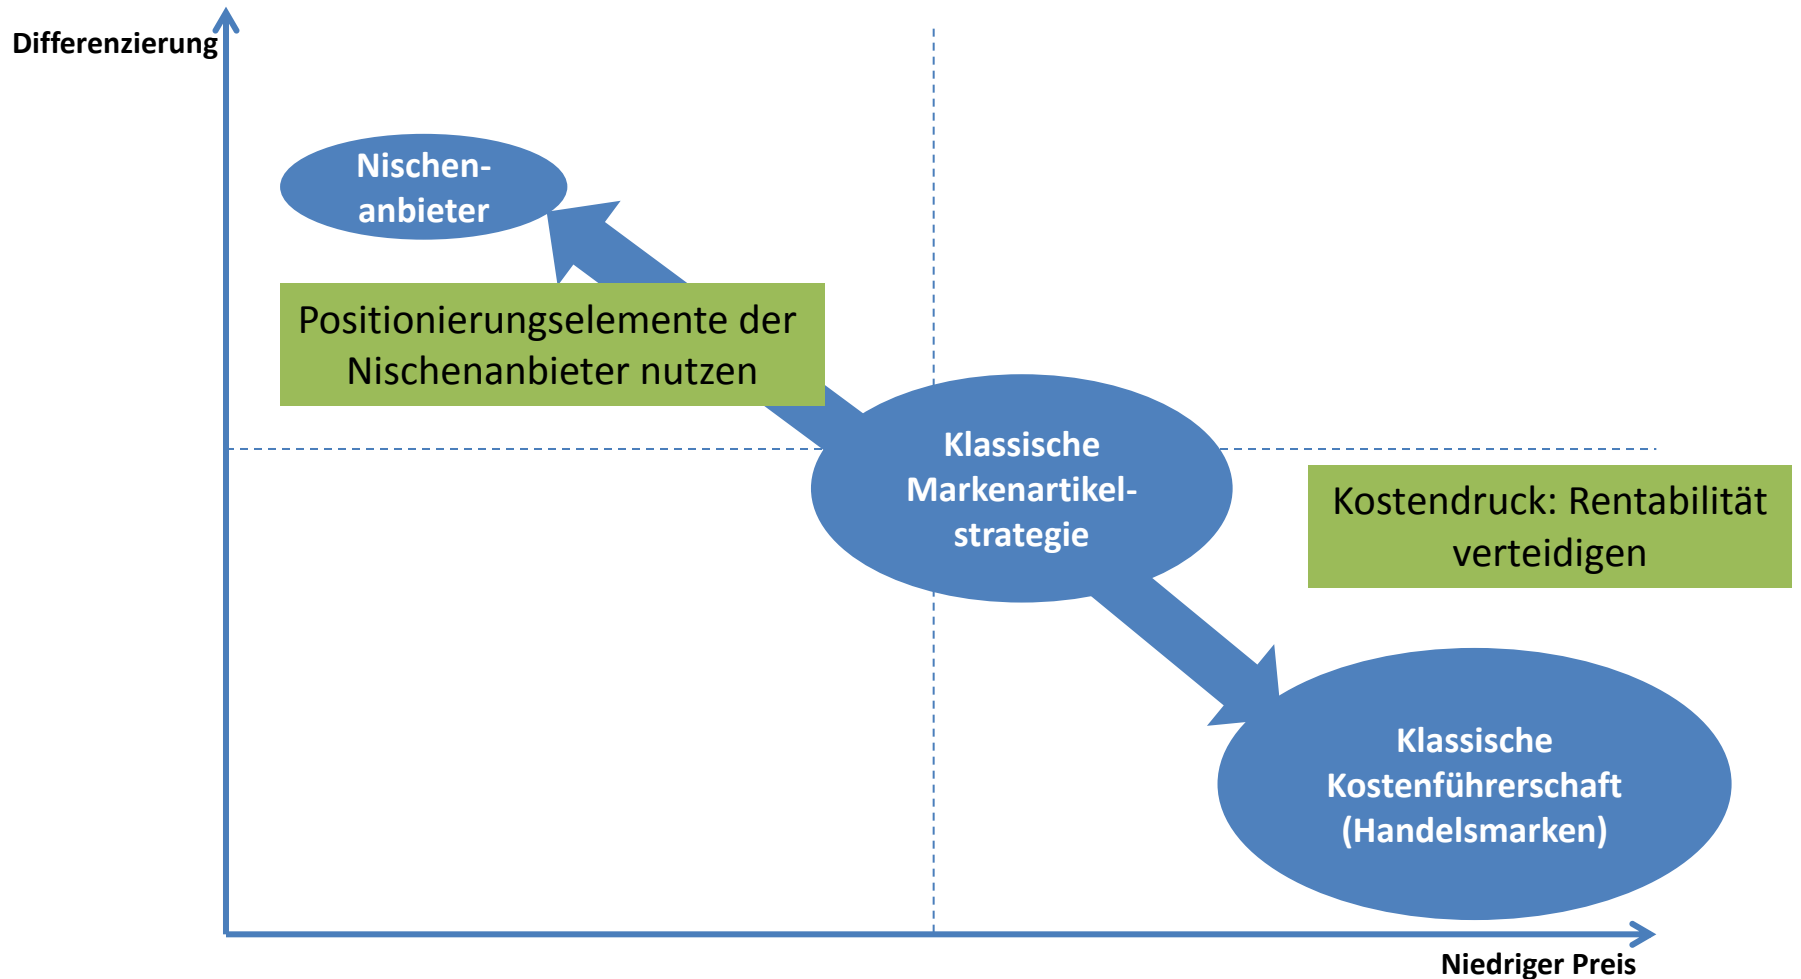 Differenzierung
Nischen-
anbieter
Positionierungselemente der
Nischenanbieter nutzen
Klassische
Markenartikel-
strategie
Kostendruck: Rentabilität
verteidigen
Klassische
Kostenführerschaft
(Handelsmarken)
Niedriger Preis